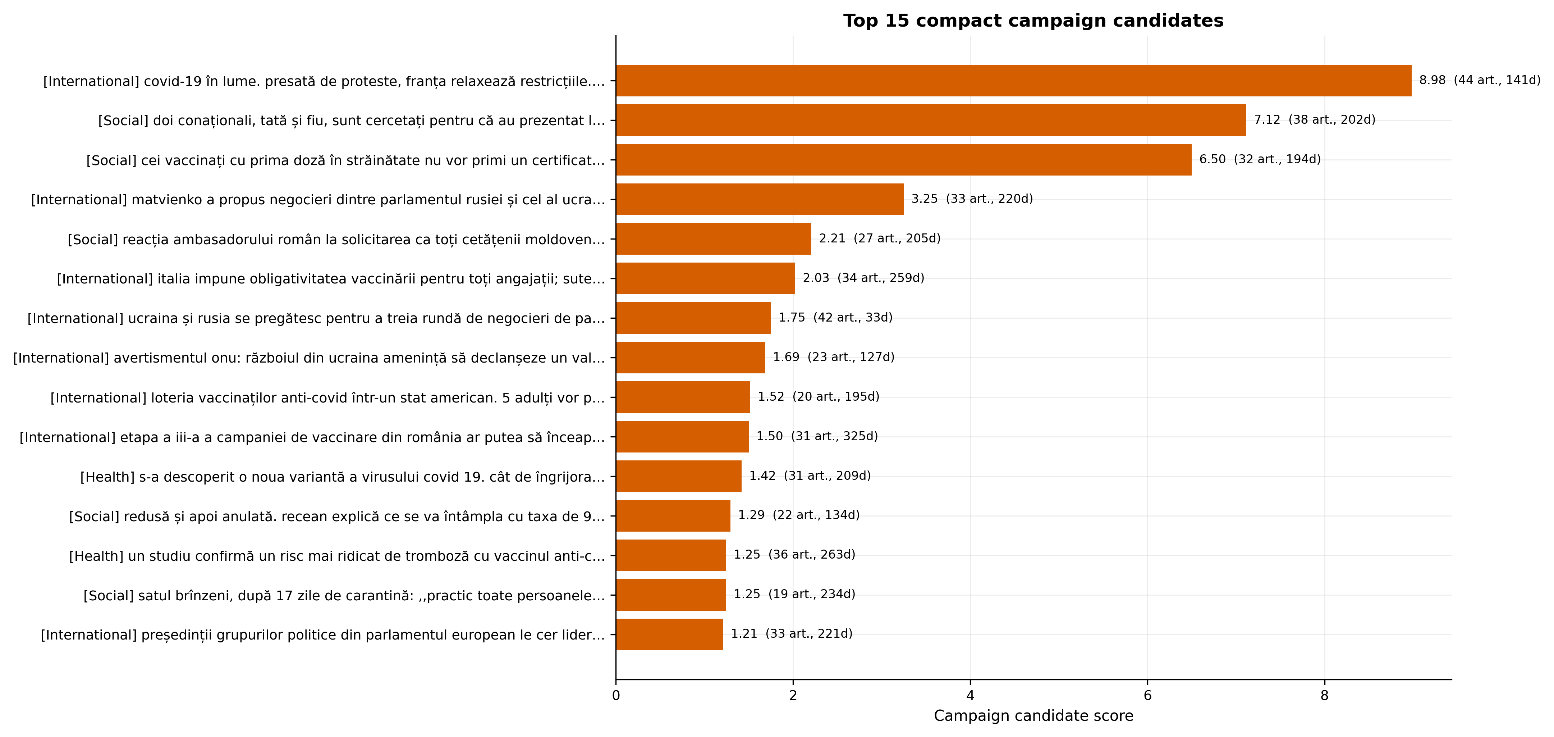 Top 15 compact campaign candidates
[International] covid-19 în lume. presată de proteste, franța relaxează restricțiile.... 8.98 (44 art., 141d)
[Social] doi conaționali, tată și fiu, sunt cercetați pentru că au prezentat l... 7.12 (38 art., 202d)
[Social] cei vaccinați cu prima doză în străinătate nu vor primi un certificat... 6.50 (32 art., 194d)
[International] matvienko a propus negocieri dintre parlamentul rusiei și cel al ucra... 3.25 (33 art., 220d)
[Social] reacția ambasadorului român la solicitarea ca toți cetățenii moldoven... 2.21 (27 art., 205d)
[International] italia impune obligativitatea vaccinării pentru toți angajații; sute... 2.03 (34 art., 259d)
[International] ucraina și rusia se pregătesc pentru a treia rundă de negocieri de pa... 1.75 (42 art., 33d)
[International] avertismentul onu: războiul din ucraina amenință să declanșeze un val... 1.69 (23 art., 127d)
[International] loteria vaccinaților anti-covid într-un stat american. 5 adulți vor p... 1.52 (20 art., 195d)
[International] etapa a iii-a a campaniei de vaccinare din românia ar putea să înceap... 1.50 (31 art., 325d)
[Health] s-a descoperit o noua variantă a virusului covid 19. cât de îngrijora... 1.42 (31 art., 209d)
[Social] redusă și apoi anulată. recean explică ce se va întâmpla cu taxa de 9... 1.29 (22 art., 134d)
[Health] un studiu confirmă un risc mai ridicat de tromboză cu vaccinul anti-c... 1.25 (36 art., 263d)
[Social] satul brînzeni, după 17 zile de carantină: ,,practic toate persoanele... 1.25 (19 art., 234d)
[International] președinții grupurilor politice din parlamentul european le cer lider... 1.21 (33 art., 221d)
0 2 4 6 8
Campaign candidate score